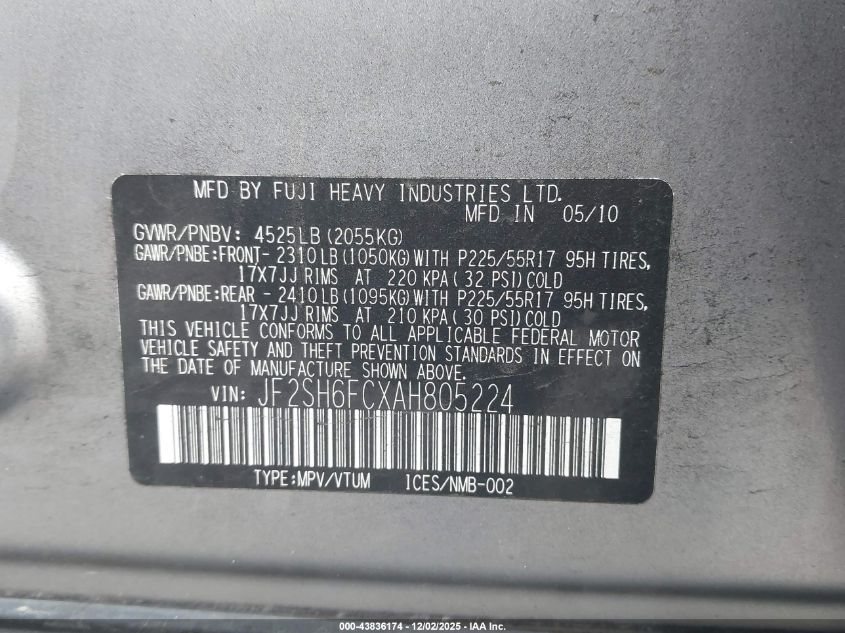 MFD BY FUJI HEAVY INDUSTRIES LTD.
MFD IN 05/10
GVWR/PNBV: 4525LB(2055KG)
GAWR/PNBE:FRONT- 2310LB(1050KG)WITH P225/55R17 95H TIRES,
17X7JJ RIMS AT 220 KPA( 32 PSI)COLD
GAWR/PNBE:REAR - 2410LB(1095KG)WITH P225/55R17 95H TIRES,
17X7JJ RIMS AT 210 KPA( 30 PSI)COLD
THIS VEHICLE CONFORMS TO ALL APPLICABLE FEDERAL MOTOR
VEHICLE SAFETY AND THEFT PREVENTION STANDARDS IN EFFECT ON
THE DATE OF MANUFACTURE SHOWN ABOVE.
VIN: JF2SH6FCXAH805224
TYPE:MPV/VTUM ICES/NMB-002
000-43836174 - 12/02/2025 - IAA Inc.